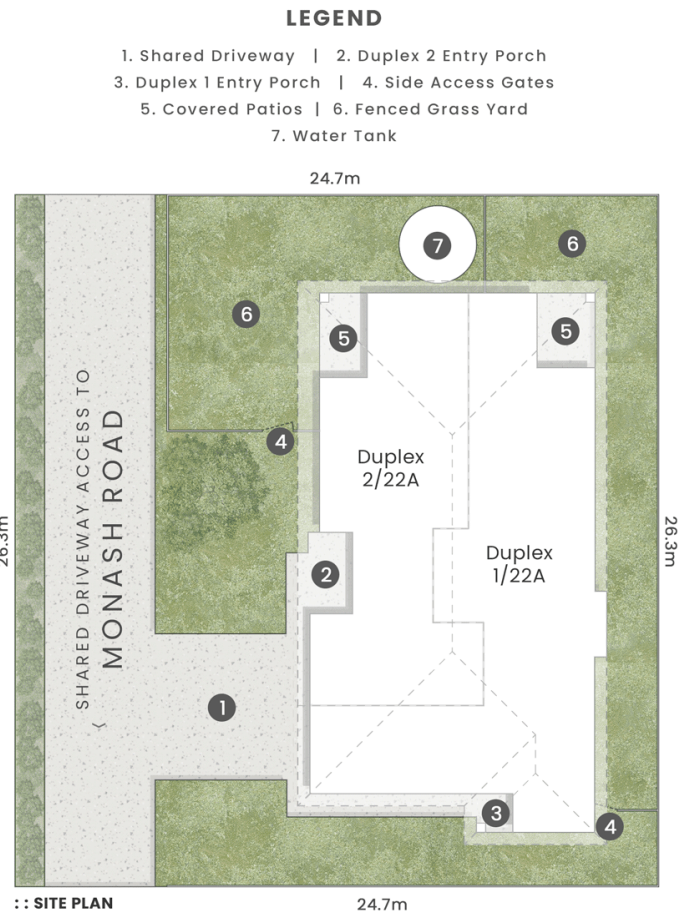 LEGEND
1. Shared Driveway | 2. Duplex 2 Entry Porch
3. Duplex 1 Entry Porch | 4. Side Access Gates
5. Covered Patios | 6. Fenced Grass Yard
7. Water Tank
24.7m
7
6
6
5
5
4
Duplex
2/22A
SHARED DRIVEWAY ACCESS TO
MONASH ROAD
26.3m
26.3m
Duplex
1/22A
2
1
3
4
: : SITE PLAN
24.7m